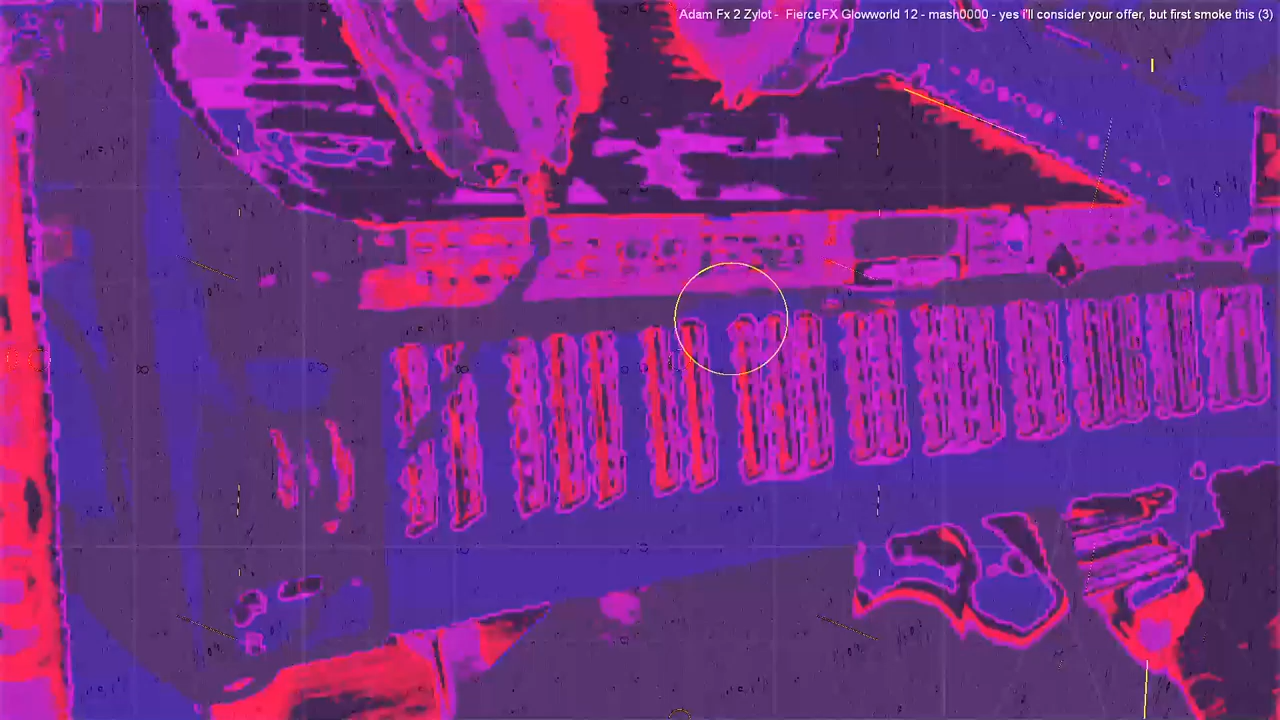 Adam Fx 2 Zylot -  FierceFX Glowworld 12 - mash0000 - yes i'll consider your offer, but first smoke this (3)